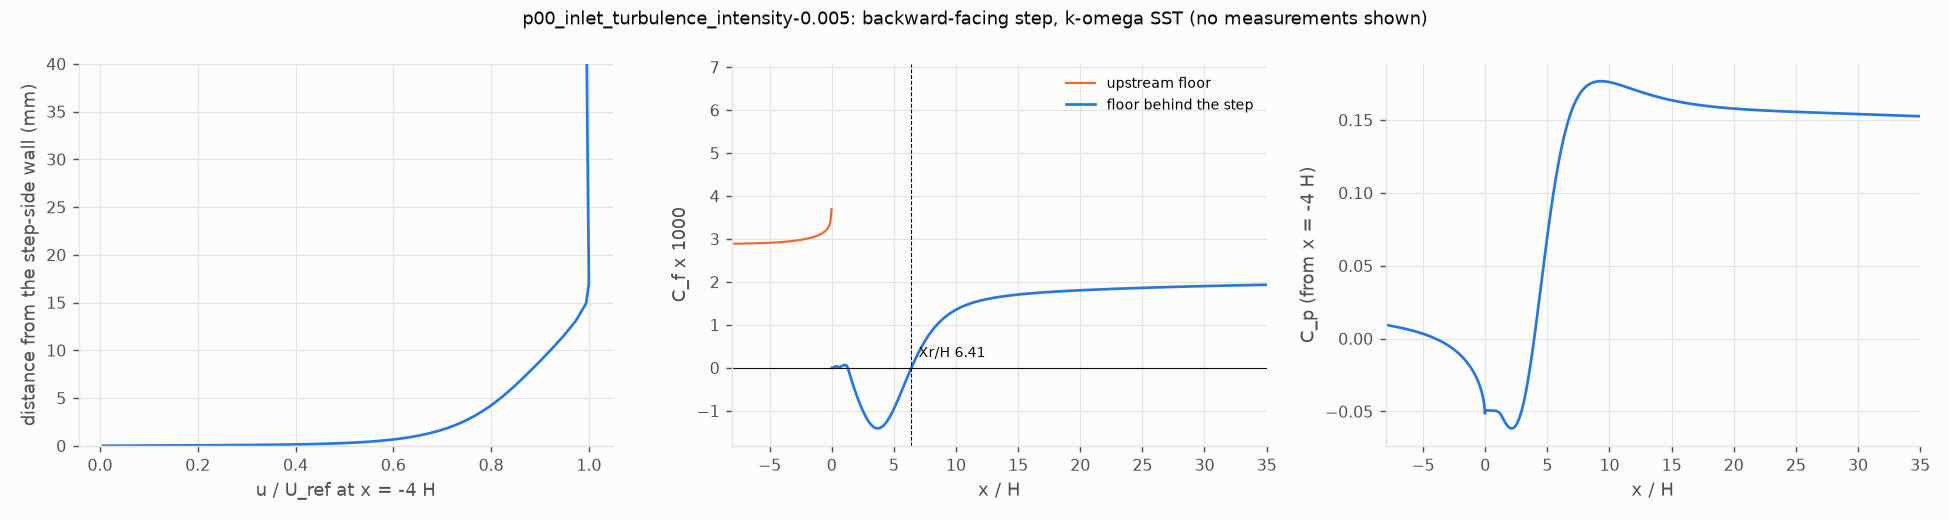 p00_inlet_turbulence_intensity-0.005: backward-facing step, k-omega SST (no measurements shown)
distance from the step-side wall (mm)
40
35
30
25
20
15
10
5
0
0.0 0.2 0.4 0.6 0.8 1.0
u / U_ref at x = -4 H
C_f x 1000
7
6
5
4
3
2
1
0
−1
upstream floor
floor behind the step
Xr/H 6.41
−5 0 5 10 15 20 25 30 35
x / H
C_p (from x = -4 H)
0.15
0.10
0.05
0.00
−0.05
−5 0 5 10 15 20 25 30 35
x / H